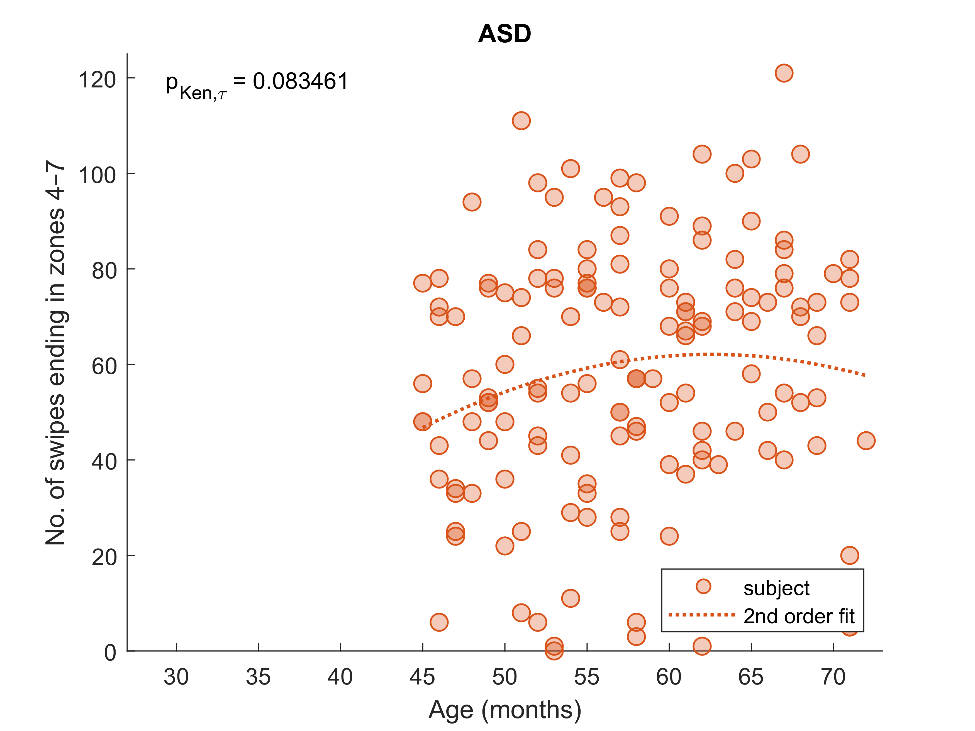 ASD
p Ken,τ = 0.083461
No. of swipes ending in zones 4−7
120
100
80
60
40
20
0
30 35 40 45 50 55 60 65 70
Age (months)
subject
2nd order fit